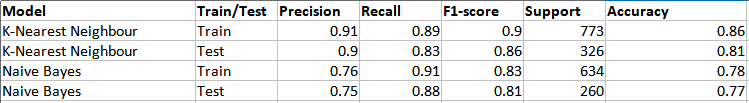 Model Train/Test Precision Recall F1-score Support Accuracy
K-Nearest Neighbour Train 0.91 0.89 0.9 773 0.86
K-Nearest Neighbour Test 0.9 0.83 0.86 326 0.81
Naive Bayes Train 0.76 0.91 0.83 634 0.78
Naive Bayes Test 0.75 0.88 0.81 260 0.77